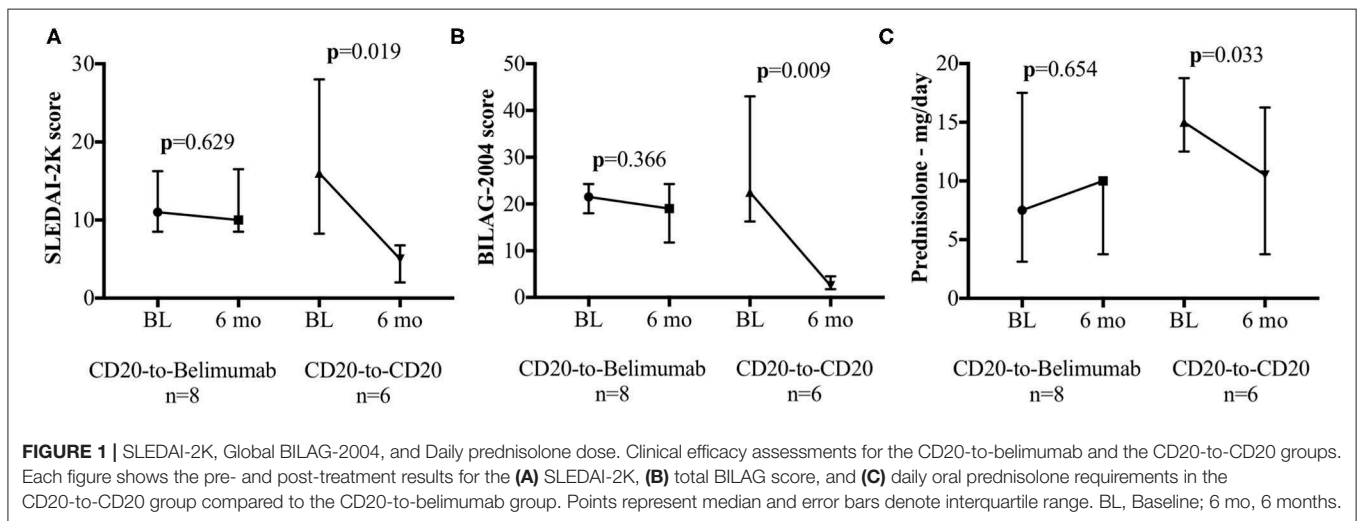 A
SLEDAI-2K score
30
20
10
0
p=0.629
p=0.019
BL 6 mo BL 6 mo
CD20-to-Belimumab CD20-to-CD20
n=8 n=6
B
BILAG-2004 score
50
40
30
20
10
0
p=0.366
p=0.009
BL 6 mo BL 6 mo
CD20-to-Belimumab CD20-to-CD20
n=8 n=6
C
Prednisolone - mg/day
20
15
10
5
0
p=0.654
p=0.033
BL 6 mo BL 6 mo
CD20-to-Belimumab CD20-to-CD20
n=8 n=6
FIGURE 1 | SLEDAI-2K, Global BILAG-2004, and Daily prednisolone dose. Clinical efficacy assessments for the CD20-to-belimumab and the CD20-to-CD20 groups.
Each figure shows the pre- and post-treatment results for the (A) SLEDAI-2K, (B) total BILAG score, and (C) daily oral prednisolone requirements in the
CD20-to-CD20 group compared to the CD20-to-belimumab group. Points represent median and error bars denote interquartile range. BL, Baseline; 6 mo, 6 months.